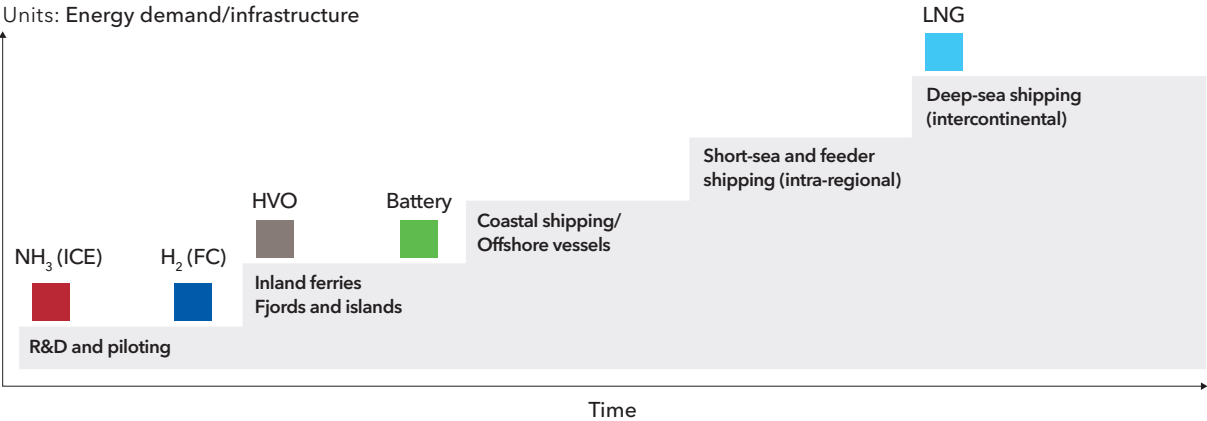 Units: Energy demand/infrastructure
LNG
Deep-sea shipping
(intercontinental)
Short-sea and feeder
shipping (intra-regional)
HVO
Battery
Coastal shipping/
Offshore vessels
NH₃ (ICE)
H₂ (FC)
Inland ferries
Fjords and islands
R&D and piloting
Time